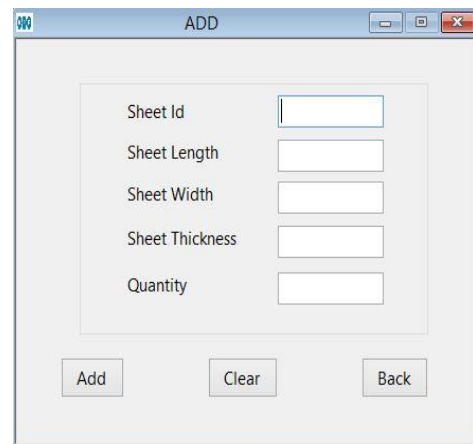 ADD
Sheet Id
Sheet Length
Sheet Width
Sheet Thickness
Quantity
Add Clear Back